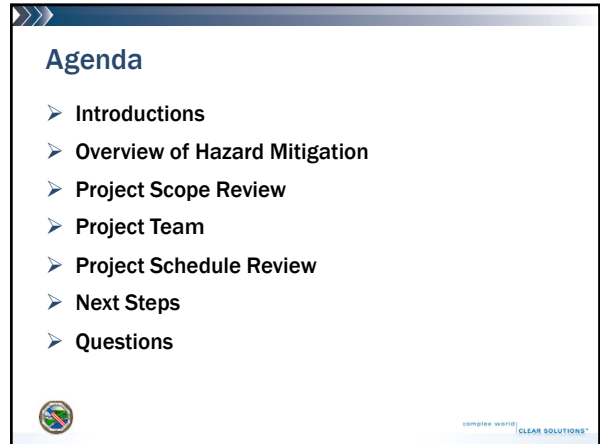 Agenda
➢ Introductions
➢ Overview of Hazard Mitigation
➢ Project Scope Review
➢ Project Team
➢ Project Schedule Review
➢ Next Steps
➢ Questions
complex world CLEAR SOLUTIONS™